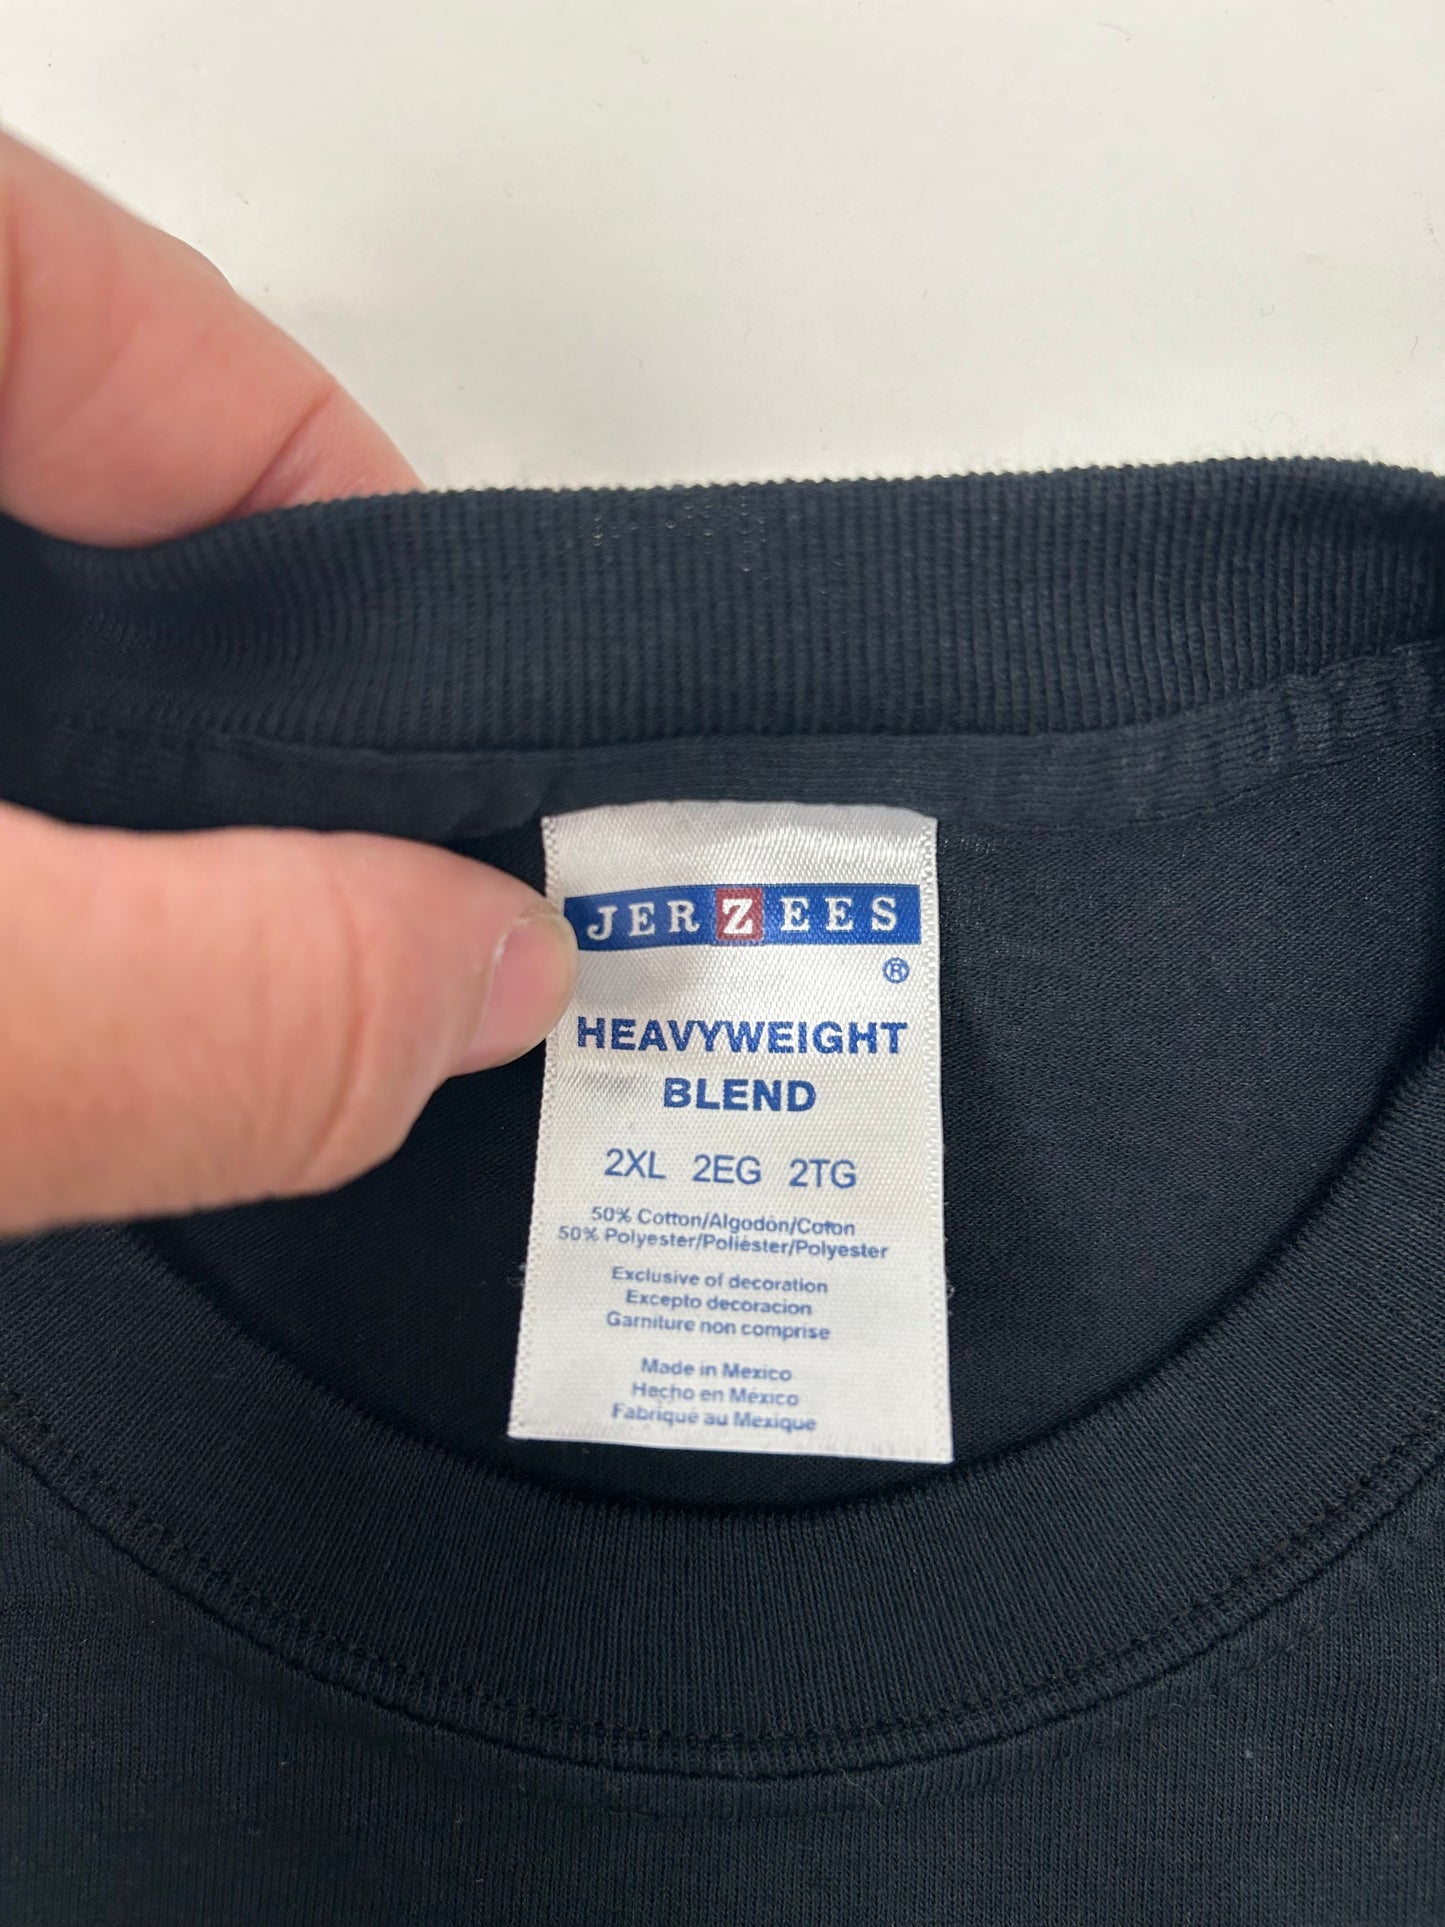 JERZEES
®
HEAVYWEIGHT
BLEND
2XL 2EG 2TG
50% Cotton/Algodón/Coton
50% Polyester/Poliéster/Polyester
Exclusive of decoration
Excepto decoracion
Garniture non comprise
Made in Mexico
Hecho en México
Fabriqué au Mexique